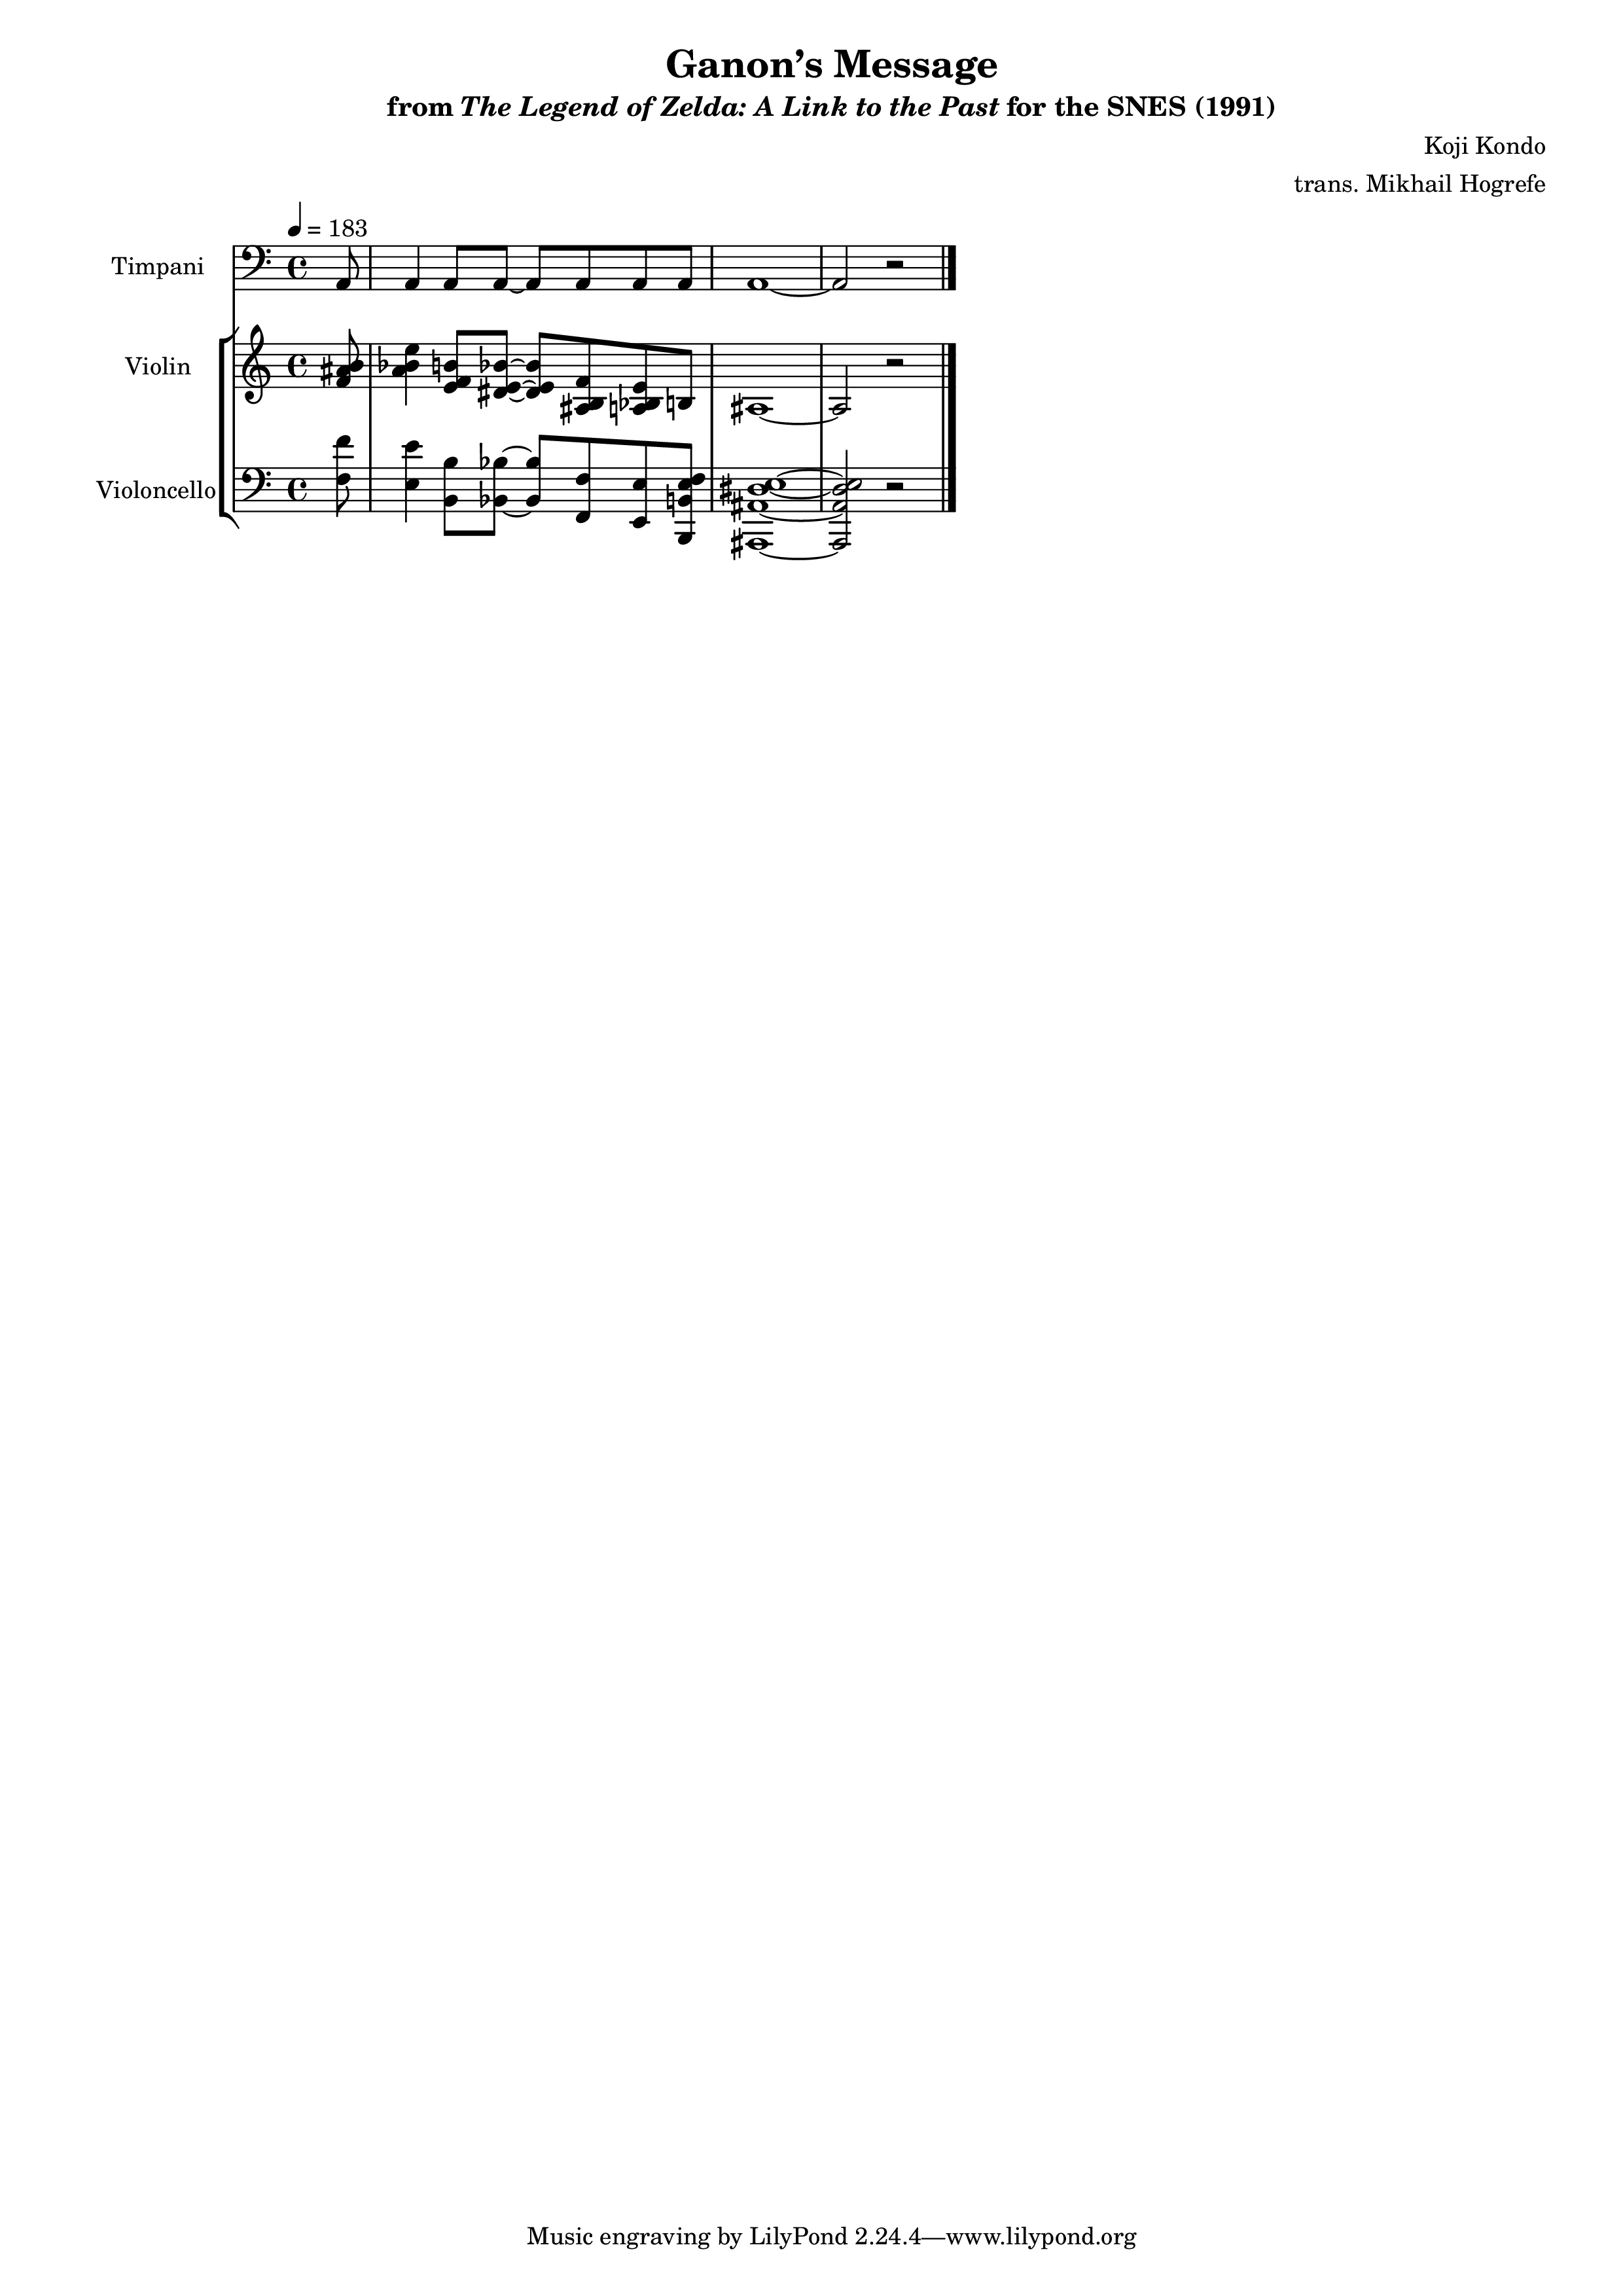 Ganon’s Message
from The Legend of Zelda: A Link to the Past for the SNES (1991)
Koji Kondo
trans. Mikhail Hogrefe
= 183
Timpani
Violin
Violoncello
Music engraving by LilyPond 2.24.4—www.lilypond.org